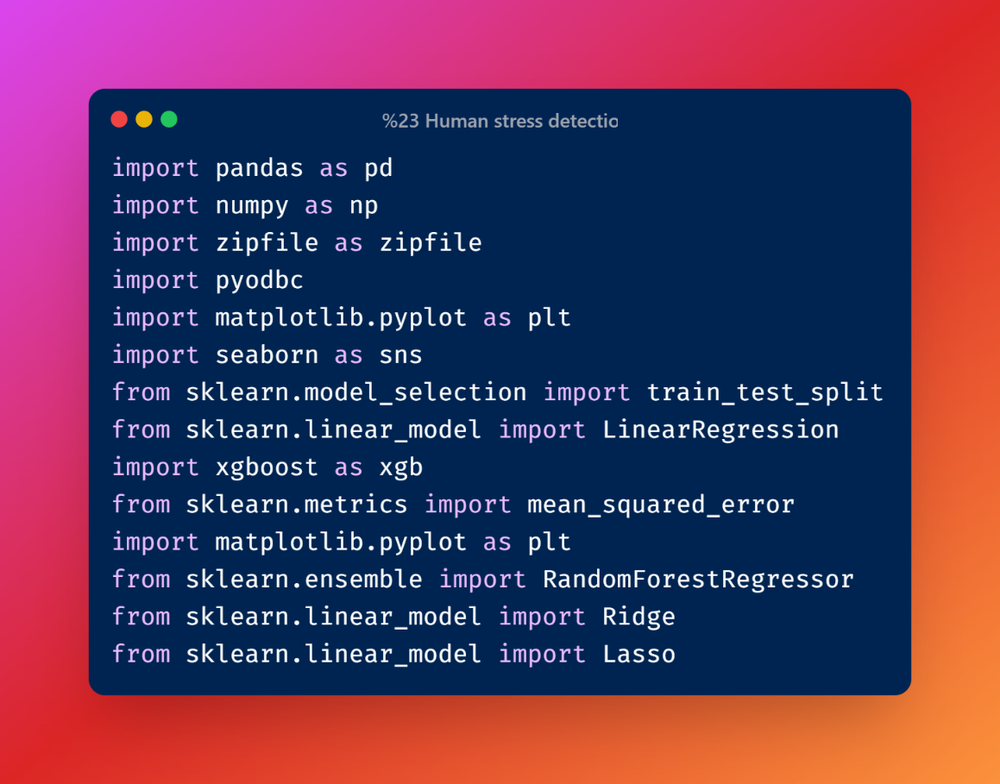 %23 Human stress detectio
import pandas as pd
import numpy as np
import zipfile as zipfile
import pyodbc
import matplotlib.pyplot as plt
import seaborn as sns
from sklearn.model_selection import train_test_split
from sklearn.linear_model import LinearRegression
import xgboost as xgb
from sklearn.metrics import mean_squared_error
import matplotlib.pyplot as plt
from sklearn.ensemble import RandomForestRegressor
from sklearn.linear_model import Ridge
from sklearn.linear_model import Lasso